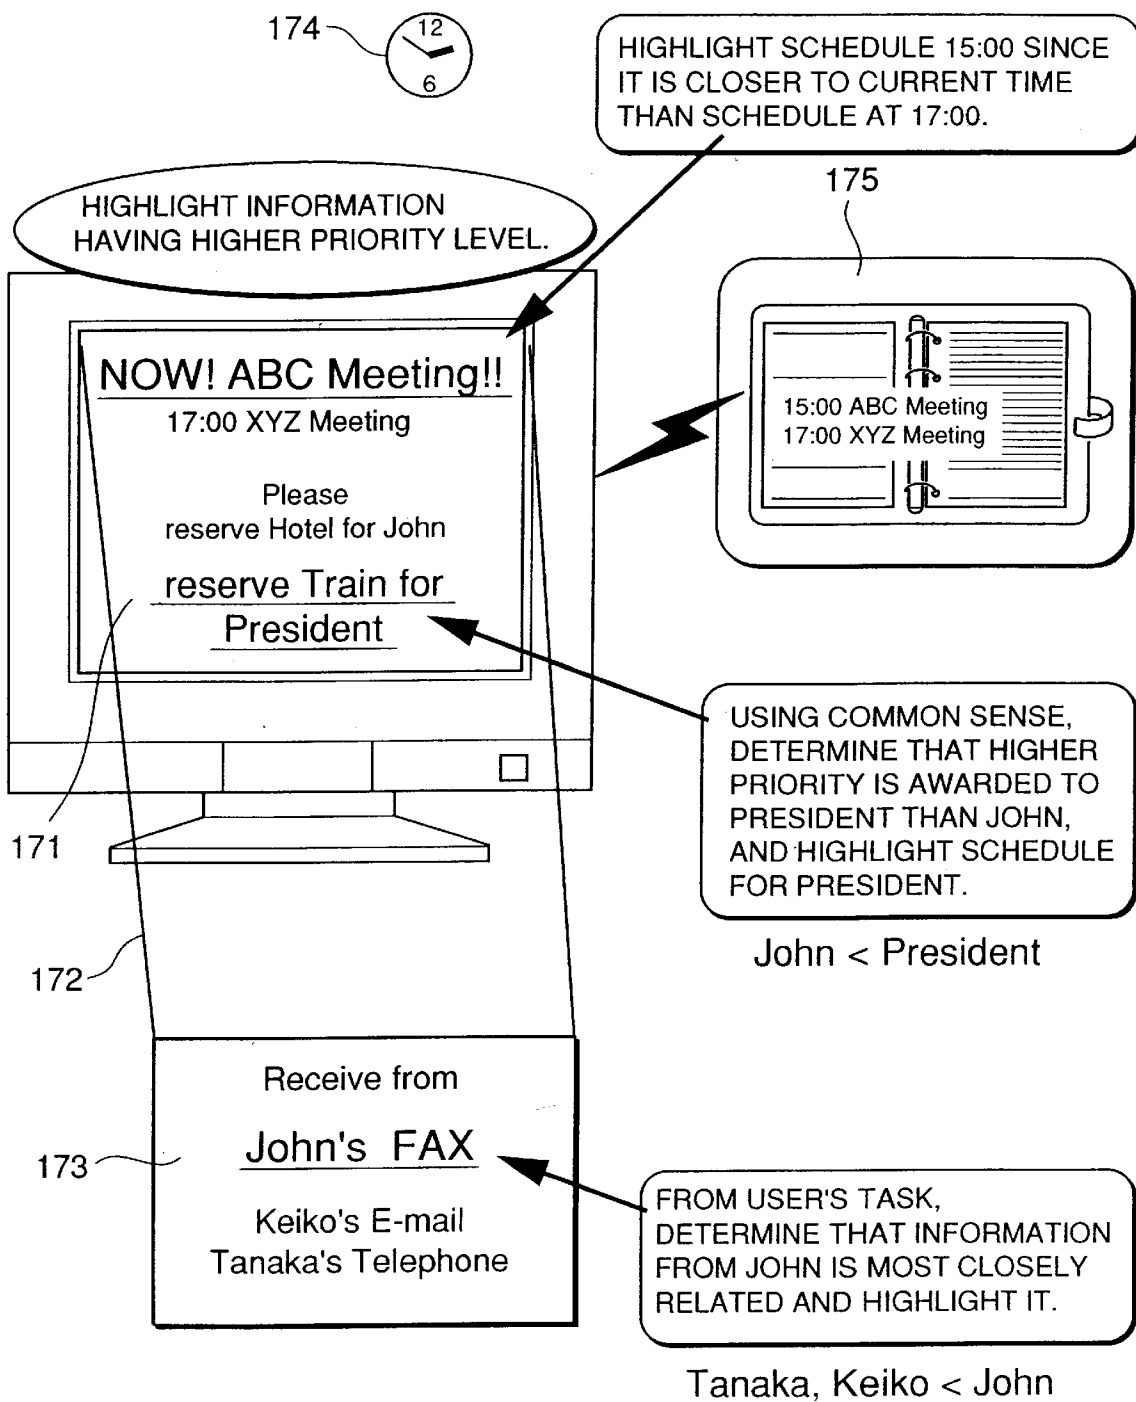 174
12
6
HIGHLIGHT SCHEDULE 15:00 SINCE
IT IS CLOSER TO CURRENT TIME
THAN SCHEDULE AT 17:00.
175
HIGHLIGHT INFORMATION
HAVING HIGHER PRIORITY LEVEL.
NOW! ABC Meeting!!
17:00 XYZ Meeting
Please
reserve Hotel for John
reserve Train for
President
15:00 ABC Meeting
17:00 XYZ Meeting
171
USING COMMON SENSE,
DETERMINE THAT HIGHER
PRIORITY IS AWARDED TO
PRESIDENT THAN JOHN,
AND HIGHLIGHT SCHEDULE
FOR PRESIDENT.
John < President
172
Receive from
John's FAX
Keiko's E-mail
Tanaka's Telephone
173
FROM USER'S TASK,
DETERMINE THAT INFORMATION
FROM JOHN IS MOST CLOSELY
RELATED AND HIGHLIGHT IT.
Tanaka, Keiko < John